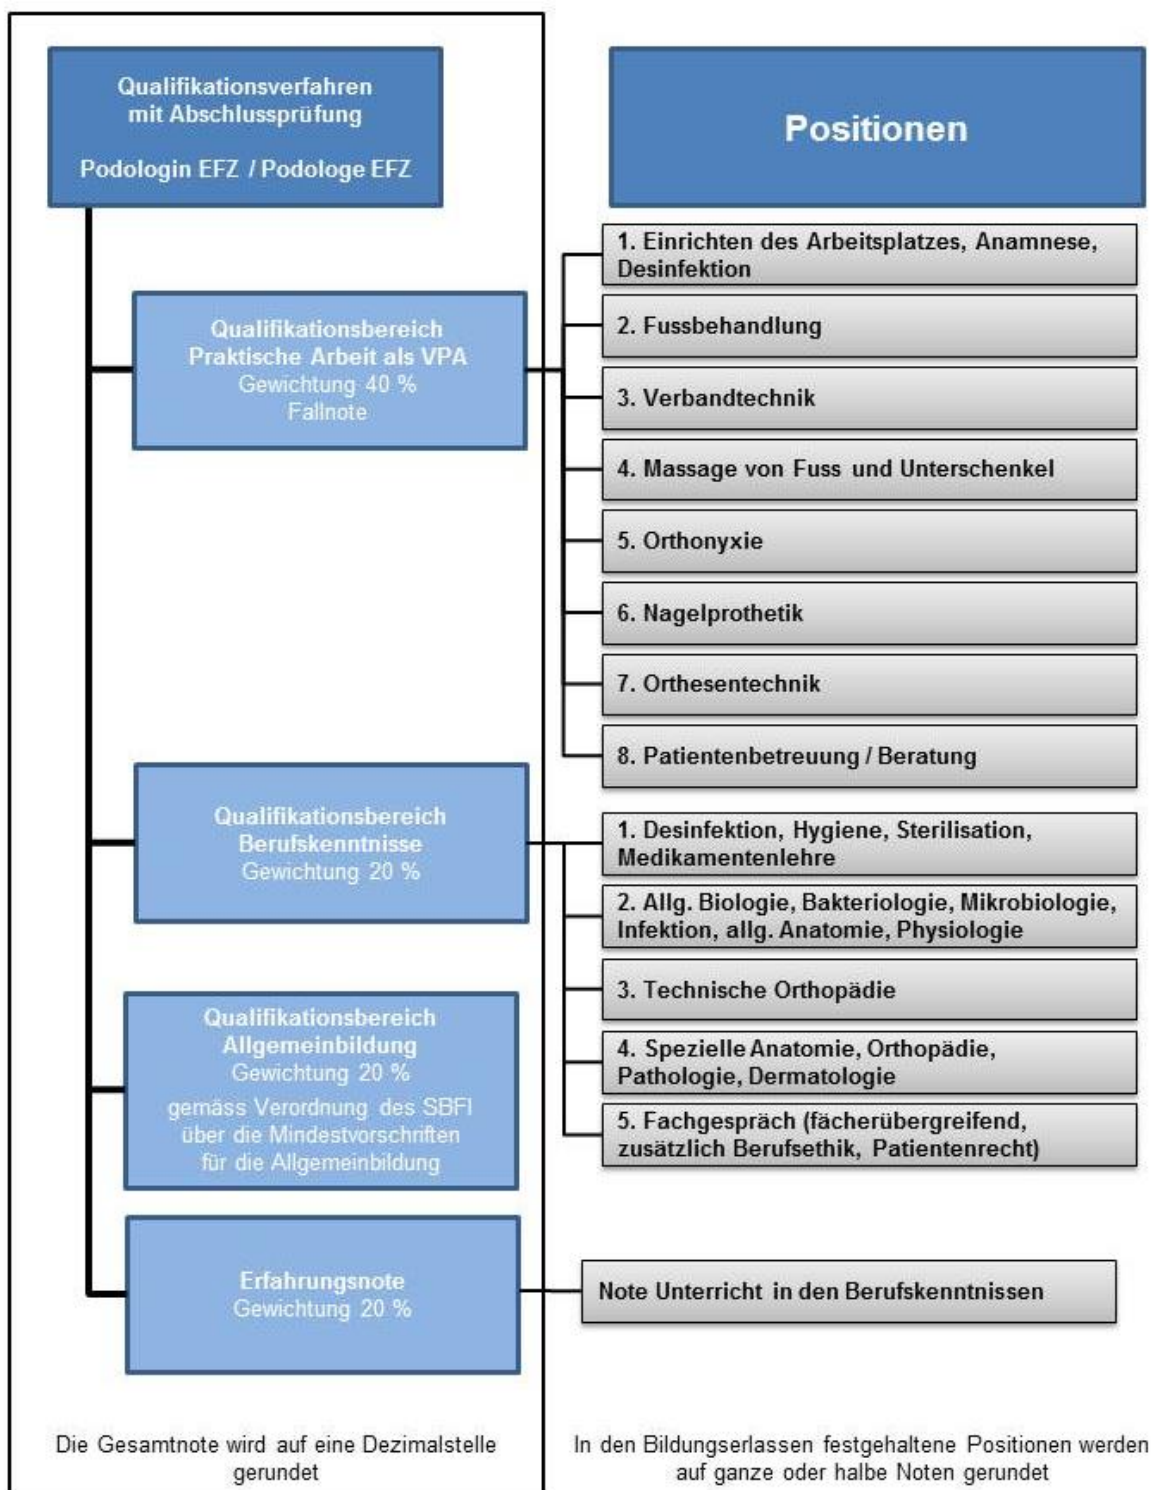 Qualifikationsverfahren
mit Abschlussprüfung
Podologin EFZ / Podologe EFZ
Positionen
Qualifikationsbereich
Praktische Arbeit als VPA
Gewichtung 40 %
Fallnote
1. Einrichten des Arbeitsplatzes, Anamnese,
Desinfektion
2. Fussbehandlung
3. Verbandtechnik
4. Massage von Fuss und Unterschenkel
5. Orthonyxie
6. Nagelprothetik
7. Orthesentechnik
8. Patientenbetreuung / Beratung
Qualifikationsbereich
Berufskenntnisse
Gewichtung 20 %
1. Desinfektion, Hygiene, Sterilisation,
Medikamentenlehre
2. Allg. Biologie, Bakteriologie, Mikrobiologie,
Infektion, allg. Anatomie, Physiologie
3. Technische Orthopädie
4. Spezielle Anatomie, Orthopädie,
Pathologie, Dermatologie
5. Fachgespräch (fächerübergreifend,
zusätzlich Berufsethik, Patientenrecht)
Qualifikationsbereich
Allgemeinbildung
Gewichtung 20 %
gemäss Verordnung des SBFI
über die Mindestvorschriften
für die Allgemeinbildung
Erfahrungsnote
Gewichtung 20 %
Note Unterricht in den Berufskenntnissen
Die Gesamtnote wird auf eine Dezimalstelle
gerundet
In den Bildungserlassen festgehaltene Positionen werden
auf ganze oder halbe Noten gerundet